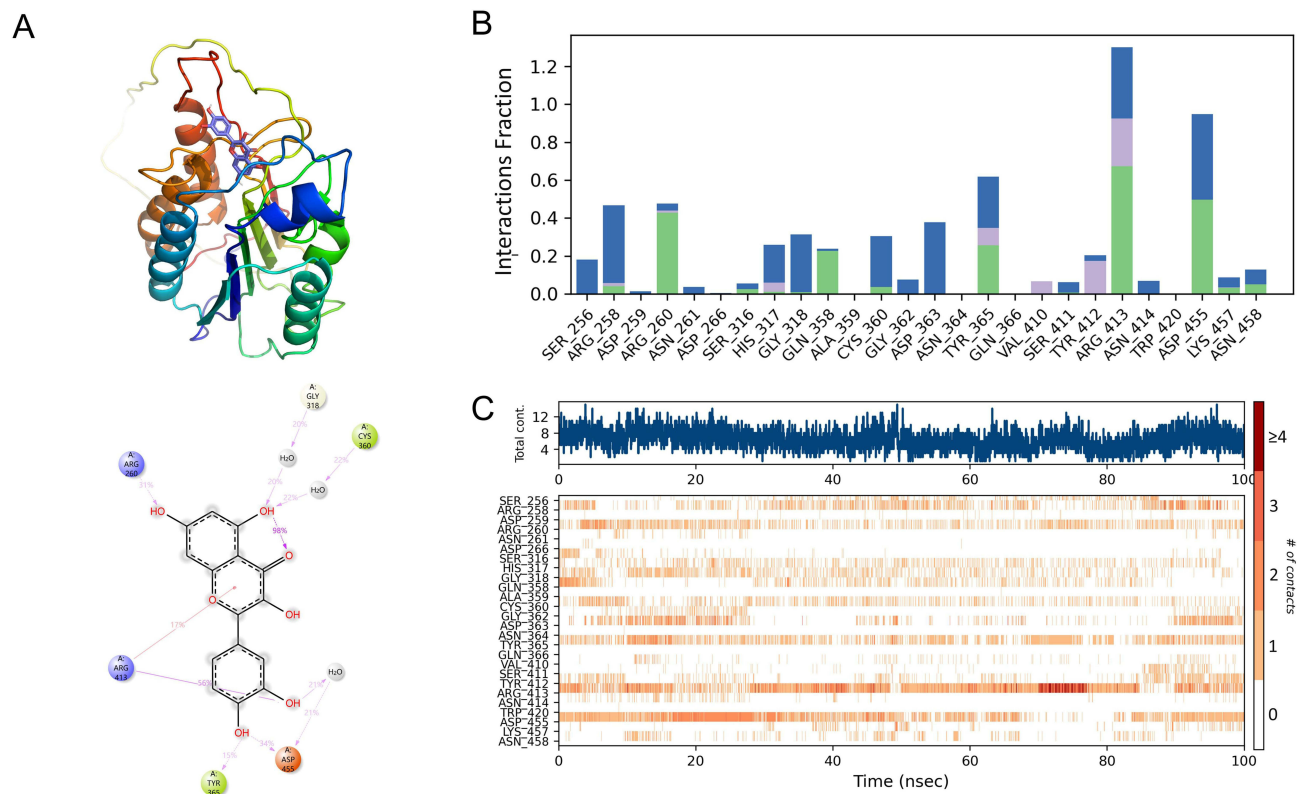 A
B
Interactions Fraction
1.2
1.0
0.8
0.6
0.4
0.2
0.0
SER_256
ARG_258
ASP_259
ARG_260
ASN_261
ASP_266
SER_316
HIS_317
GLY_318
GLN_358
ALA_359
CYS_360
GLY_362
ASP_363
ASN_364
TYR_365
GLN_366
VAL_410
SER_411
TYR_412
ARG_413
ASN_414
TRP_420
ASP_455
LYS_457
ASN_458
A:
GLY
318
20%
A:
CYS
360
22%
H₂O
A:
ARG
260
31%
20%
H₂O
22%
HO
OH
98%
O
O
OH
17%
A:
ARG
413
56%
H₂O
21%
OH
21%
OH
34%
15%
A:
ASP
455
A:
TYR
365
C
Total cont.
12
8
4
0
20
40
60
80
100
SER_256
ARG_258
ASP_259
ARG_260
ASN_261
ASP_266
SER_316
HIS_317
GLY_318
GLN_358
ALA_359
CYS_360
GLY_362
ASP_363
ASN_364
TYR_365
GLN_366
VAL_410
SER_411
TYR_412
ARG_413
ASN_414
TRP_420
ASP_455
LYS_457
ASN_458
0
20
40
60
80
100
Time (nsec)
≥4
3
2
1
0
# of contacts